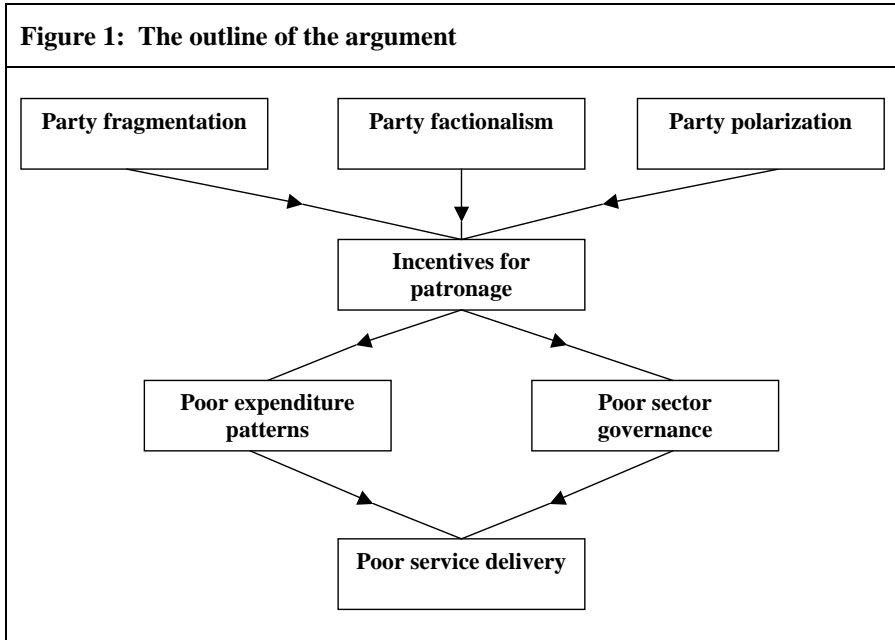 Figure 1: The outline of the argument
Party fragmentation
Party factionalism
Party polarization
Incentives for
patronage
Poor expenditure
patterns
Poor sector
governance
Poor service delivery